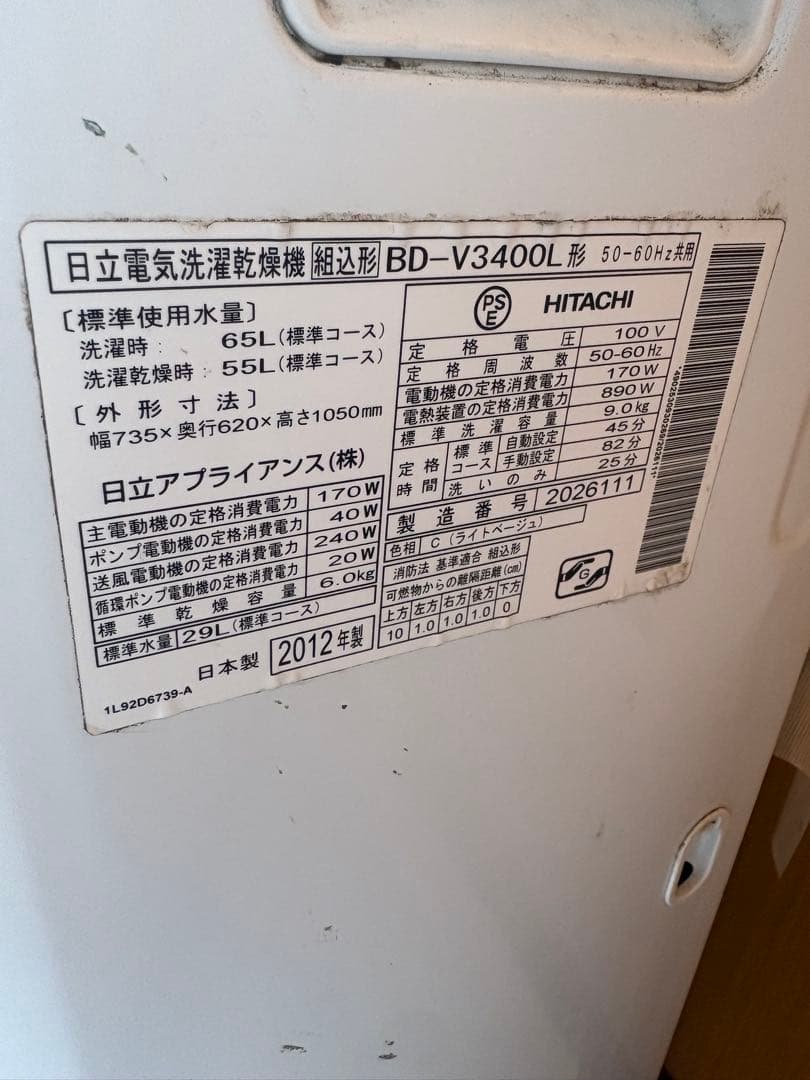 日立電気洗濯乾燥機 組込形 BD-V3400L形 50-60Hz共用
〔標準使用水量〕
洗濯時: 65L(標準コース)
洗濯乾燥時: 55L(標準コース)
〔外形寸法〕
幅735×奥行620×高さ1050mm
日立アプライアンス(株)
主電動機の定格消費電力 170W
ポンプ電動機の定格消費電力 40W
送風電動機の定格消費電力 240W
循環ポンプ電動機の定格消費電力 20W
標準乾燥容量 6.0kg
標準水量 29L(標準コース)
日本製 2012年製
1L92D6739-A
PSE HITACHI
定格電圧 100V
定格周波数 50-60Hz
電動機の定格消費電力 170W
電熱装置の定格消費電力 890W
標準洗濯容量 9.0kg
定格時間 標準コース 自動設定 45分
手動設定 82分
洗いのみ 25分
製造番号 2026111
色相 C(ライトベージュ)
消防法 基準適合 組込形
可燃物からの離隔距離(cm)
上方 左方 右方 後方 下方
10 1.0 1.0 1.0 0
G